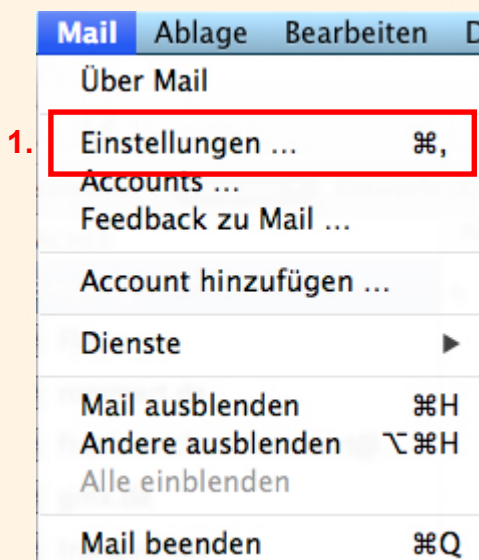 Mail Ablage Bearbeiten D
Über Mail
1. Einstellungen ... ⌘,
Accounts ...
Feedback zu Mail ...
Account hinzufügen ...
Dienste ▶
Mail ausblenden ⌘H
Andere ausblenden ⌥⌘H
Alle einblenden
Mail beenden ⌘Q